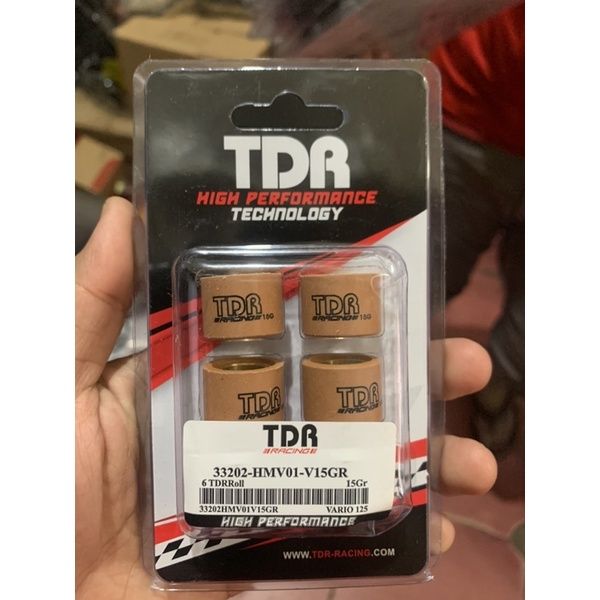 TDR
HIGH PERFORMANCE
TECHNOLOGY
TDR TDR
RACING 15G RACING 15G
TDR TDR
RACING RACING
TDR
RACING
33202-HMV01-V15GR
6 TDRRoll 15Gr
33202HMV01V15GR VARIO 125
HIGH PERFORMANCE
WWW.TDR-RACING.COM